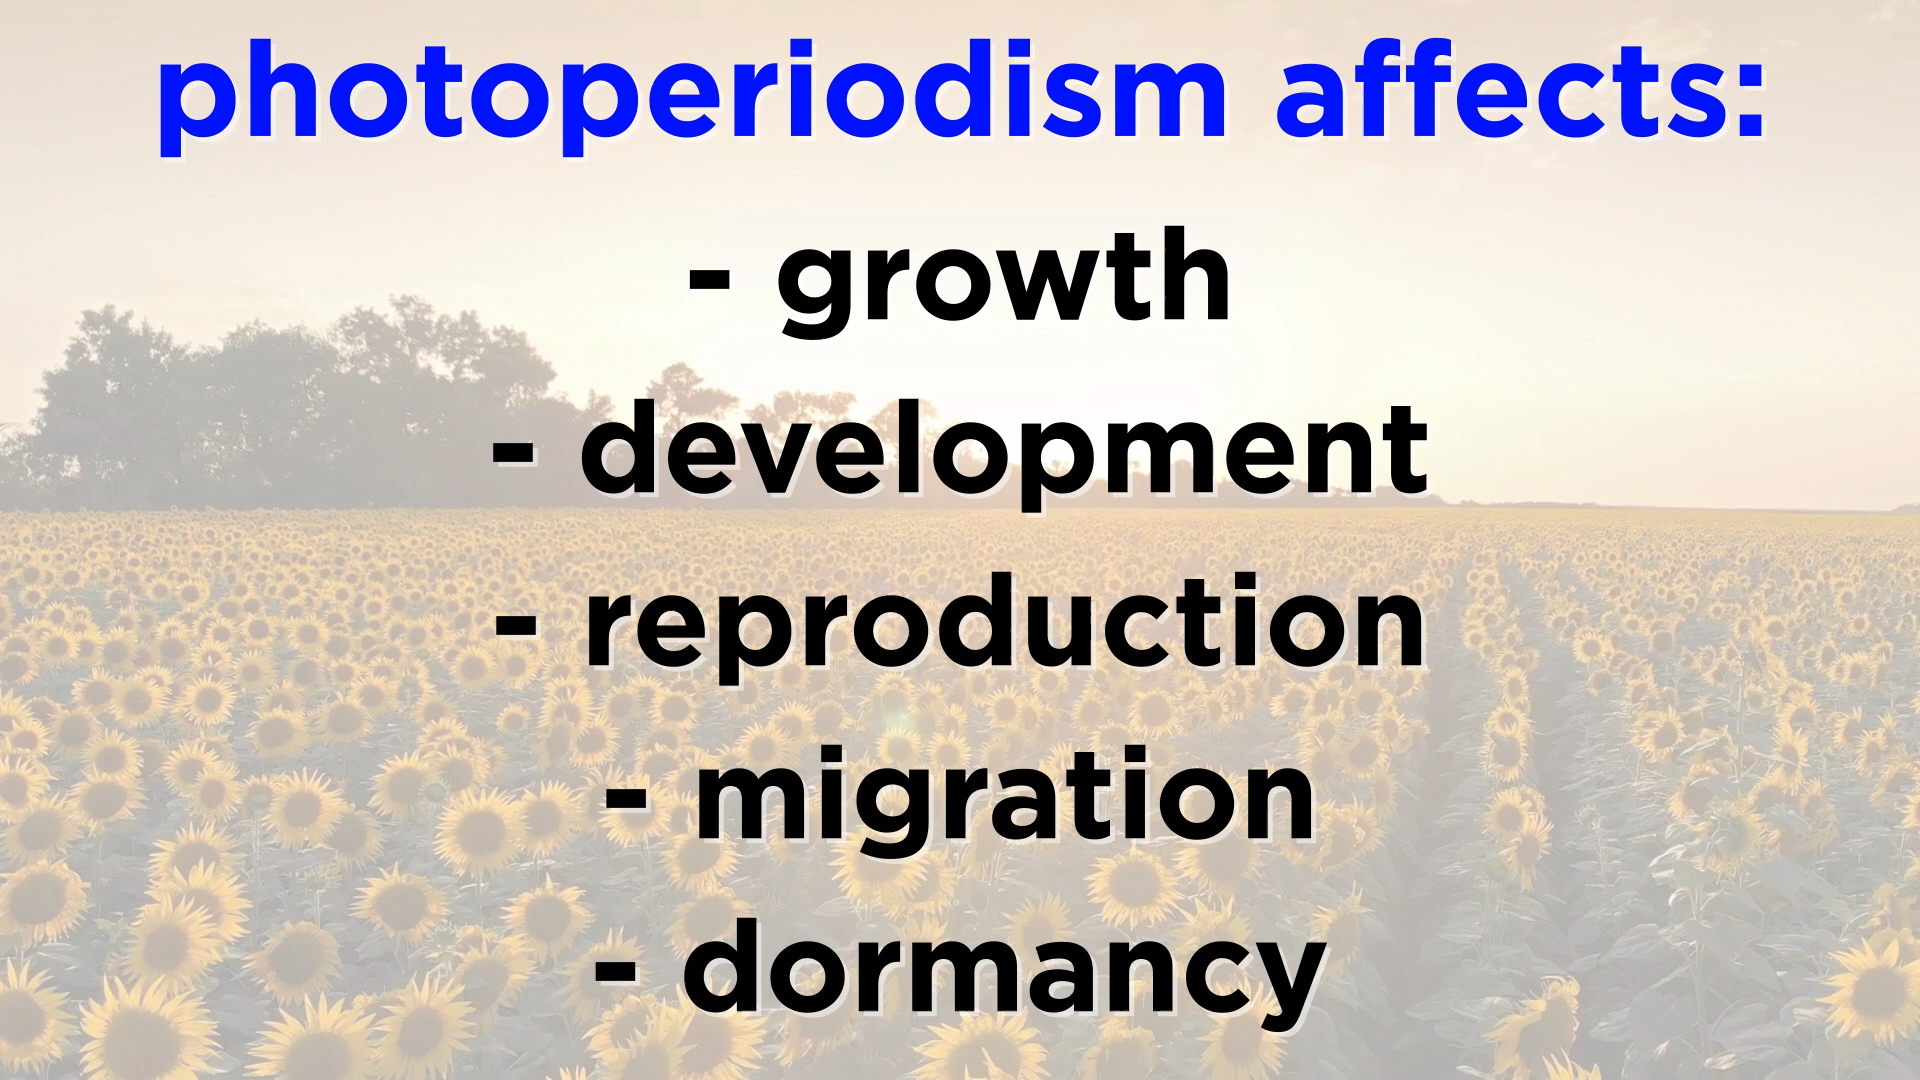 photoperiodism affects:
- growth
- development
- reproduction
- migration
- dormancy